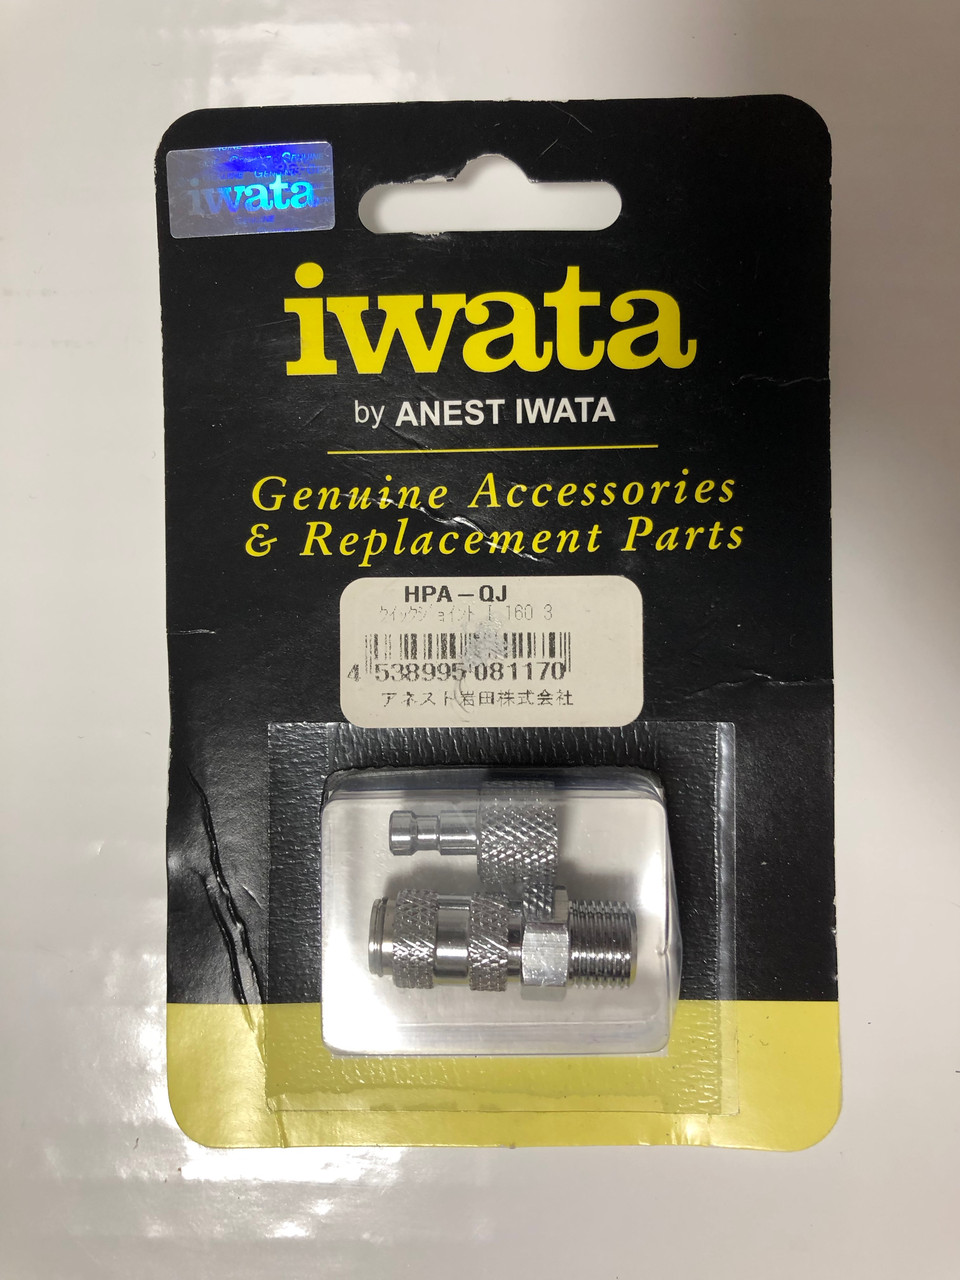 iwata
iwata
by ANEST IWATA
Genuine Accessories
& Replacement Parts
HPA-QJ
クイックジョイント I 160 3
4 538995 081170
アネスト岩田株式会社